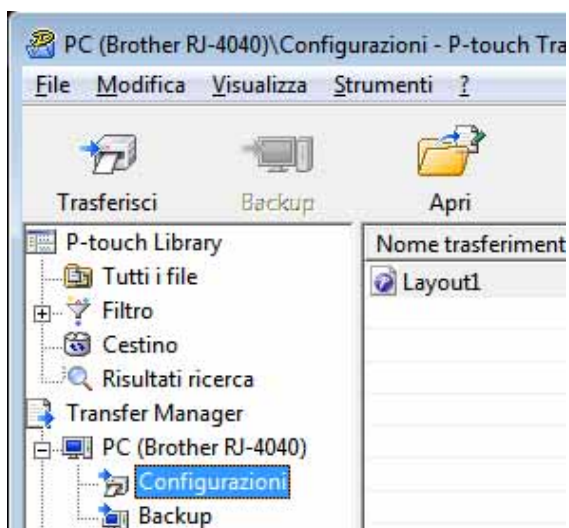 PC (Brother RJ-4040)\Configurazioni - P-touch Tra
File Modifica Visualizza Strumenti ?
Trasferisci Backup Apri
P-touch Library
Tutti i file
Filtro
Cestino
Risultati ricerca
Transfer Manager
PC (Brother RJ-4040)
Configurazioni
Backup
Nome trasferiment
Layout1